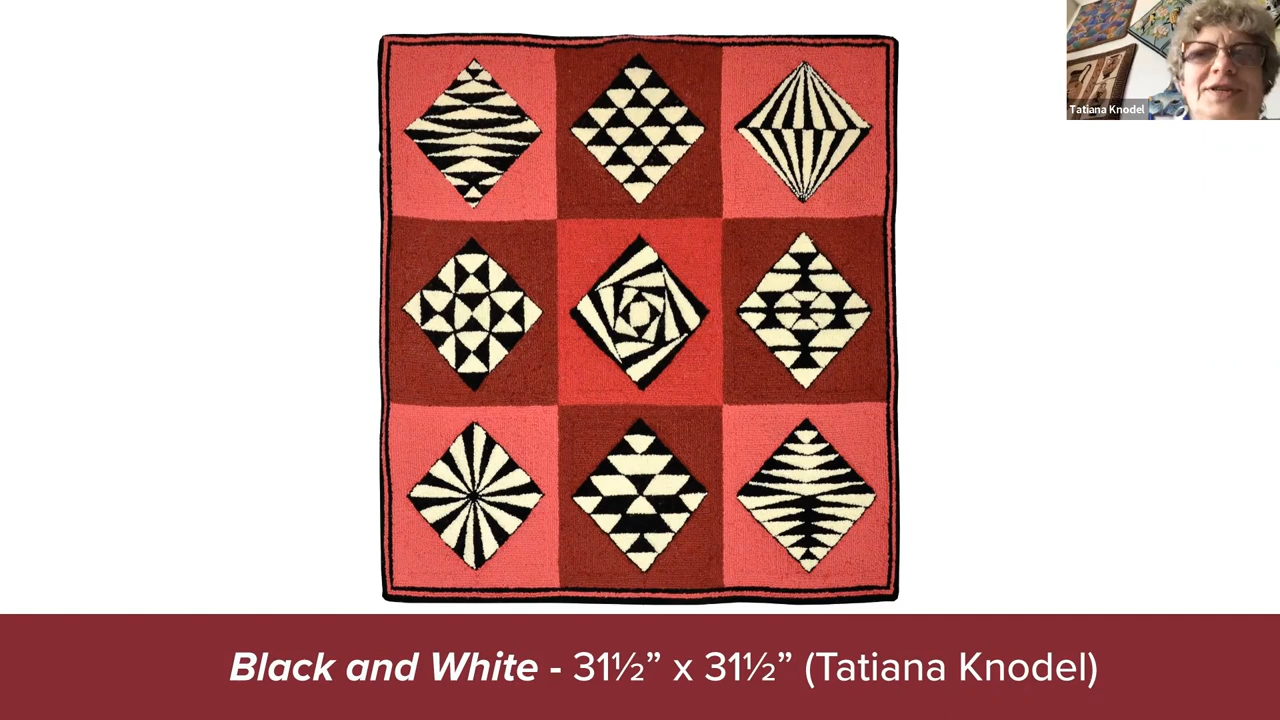 Tatiana Knodel
Black and White - 31½” x 31½” (Tatiana Knodel)